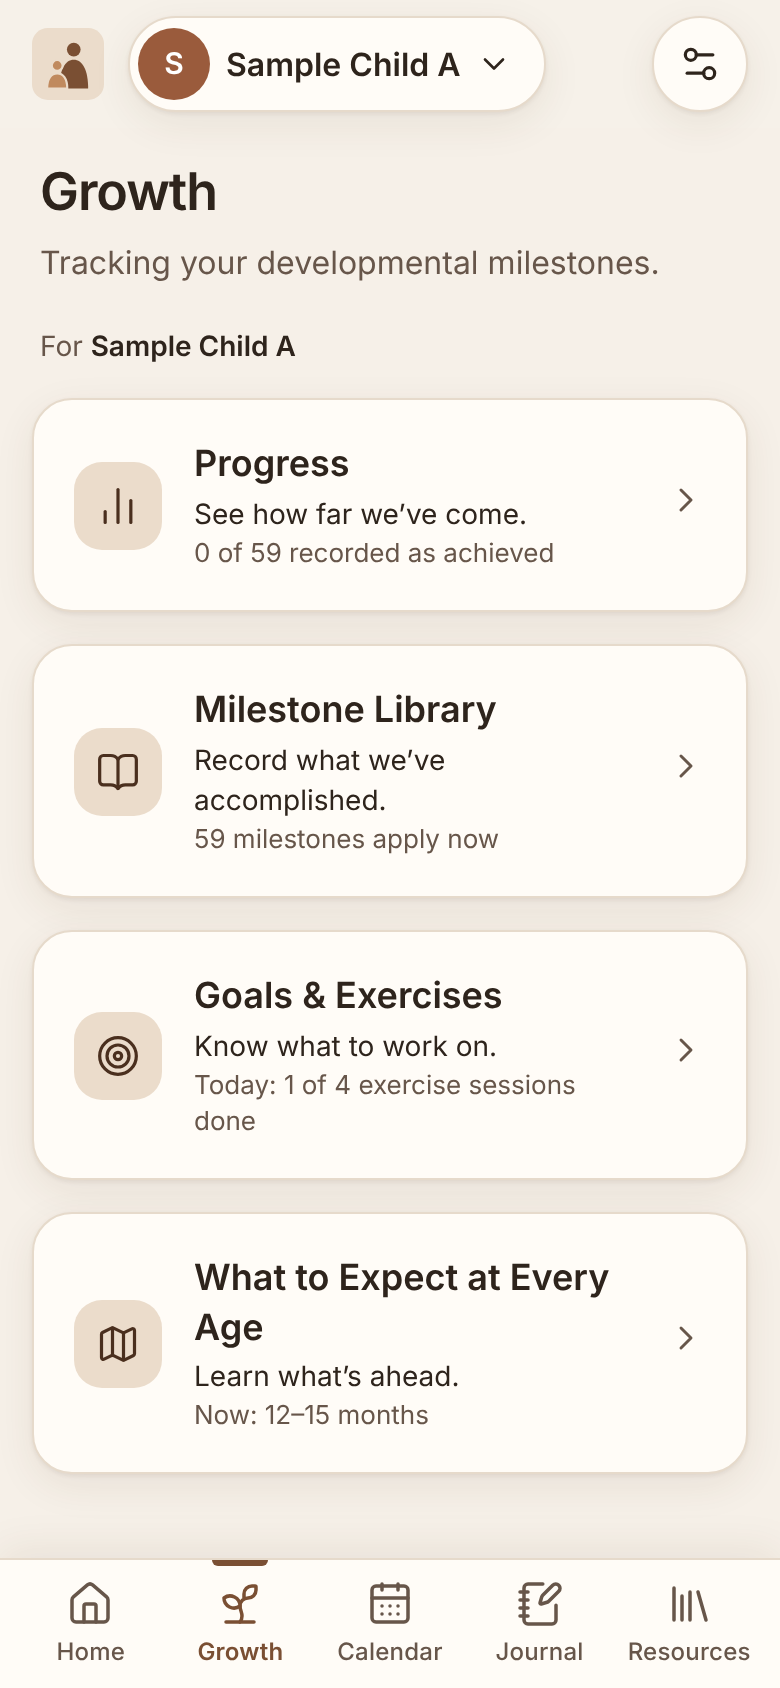 S Sample Child A
Growth
Tracking your developmental milestones.
For Sample Child A
Progress
See how far we’ve come.
0 of 59 recorded as achieved
Milestone Library
Record what we’ve
accomplished.
59 milestones apply now
Goals & Exercises
Know what to work on.
Today: 1 of 4 exercise sessions
done
What to Expect at Every
Age
Learn what’s ahead.
Now: 12–15 months
Home Growth Calendar Journal Resources